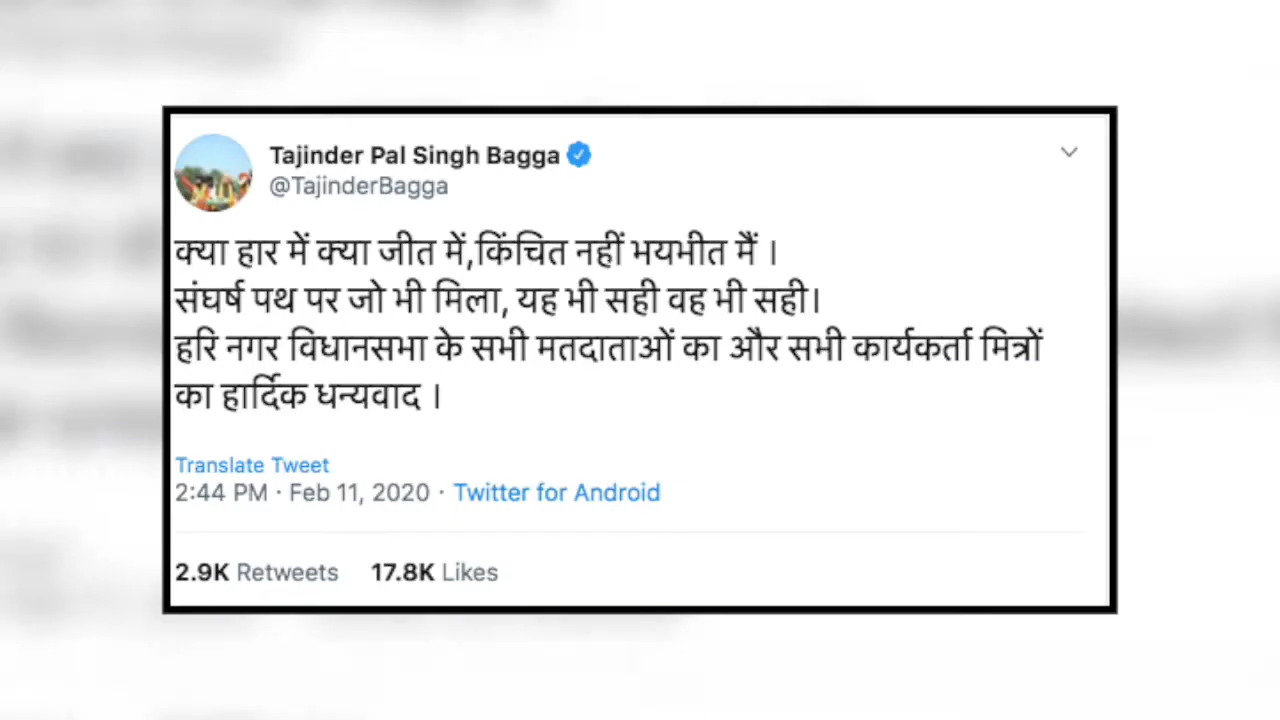 Tajinder Pal Singh Bagga
@TajinderBagga
क्या हार में क्या जीत में,किंचित नहीं भयभीत मैं ।
संघर्ष पथ पर जो भी मिला, यह भी सही वह भी सही।
हरि नगर विधानसभा के सभी मतदाताओं का और सभी कार्यकर्ता मित्रों
का हार्दिक धन्यवाद ।
Translate Tweet
2:44 PM · Feb 11, 2020 · Twitter for Android
2.9K Retweets 17.8K Likes